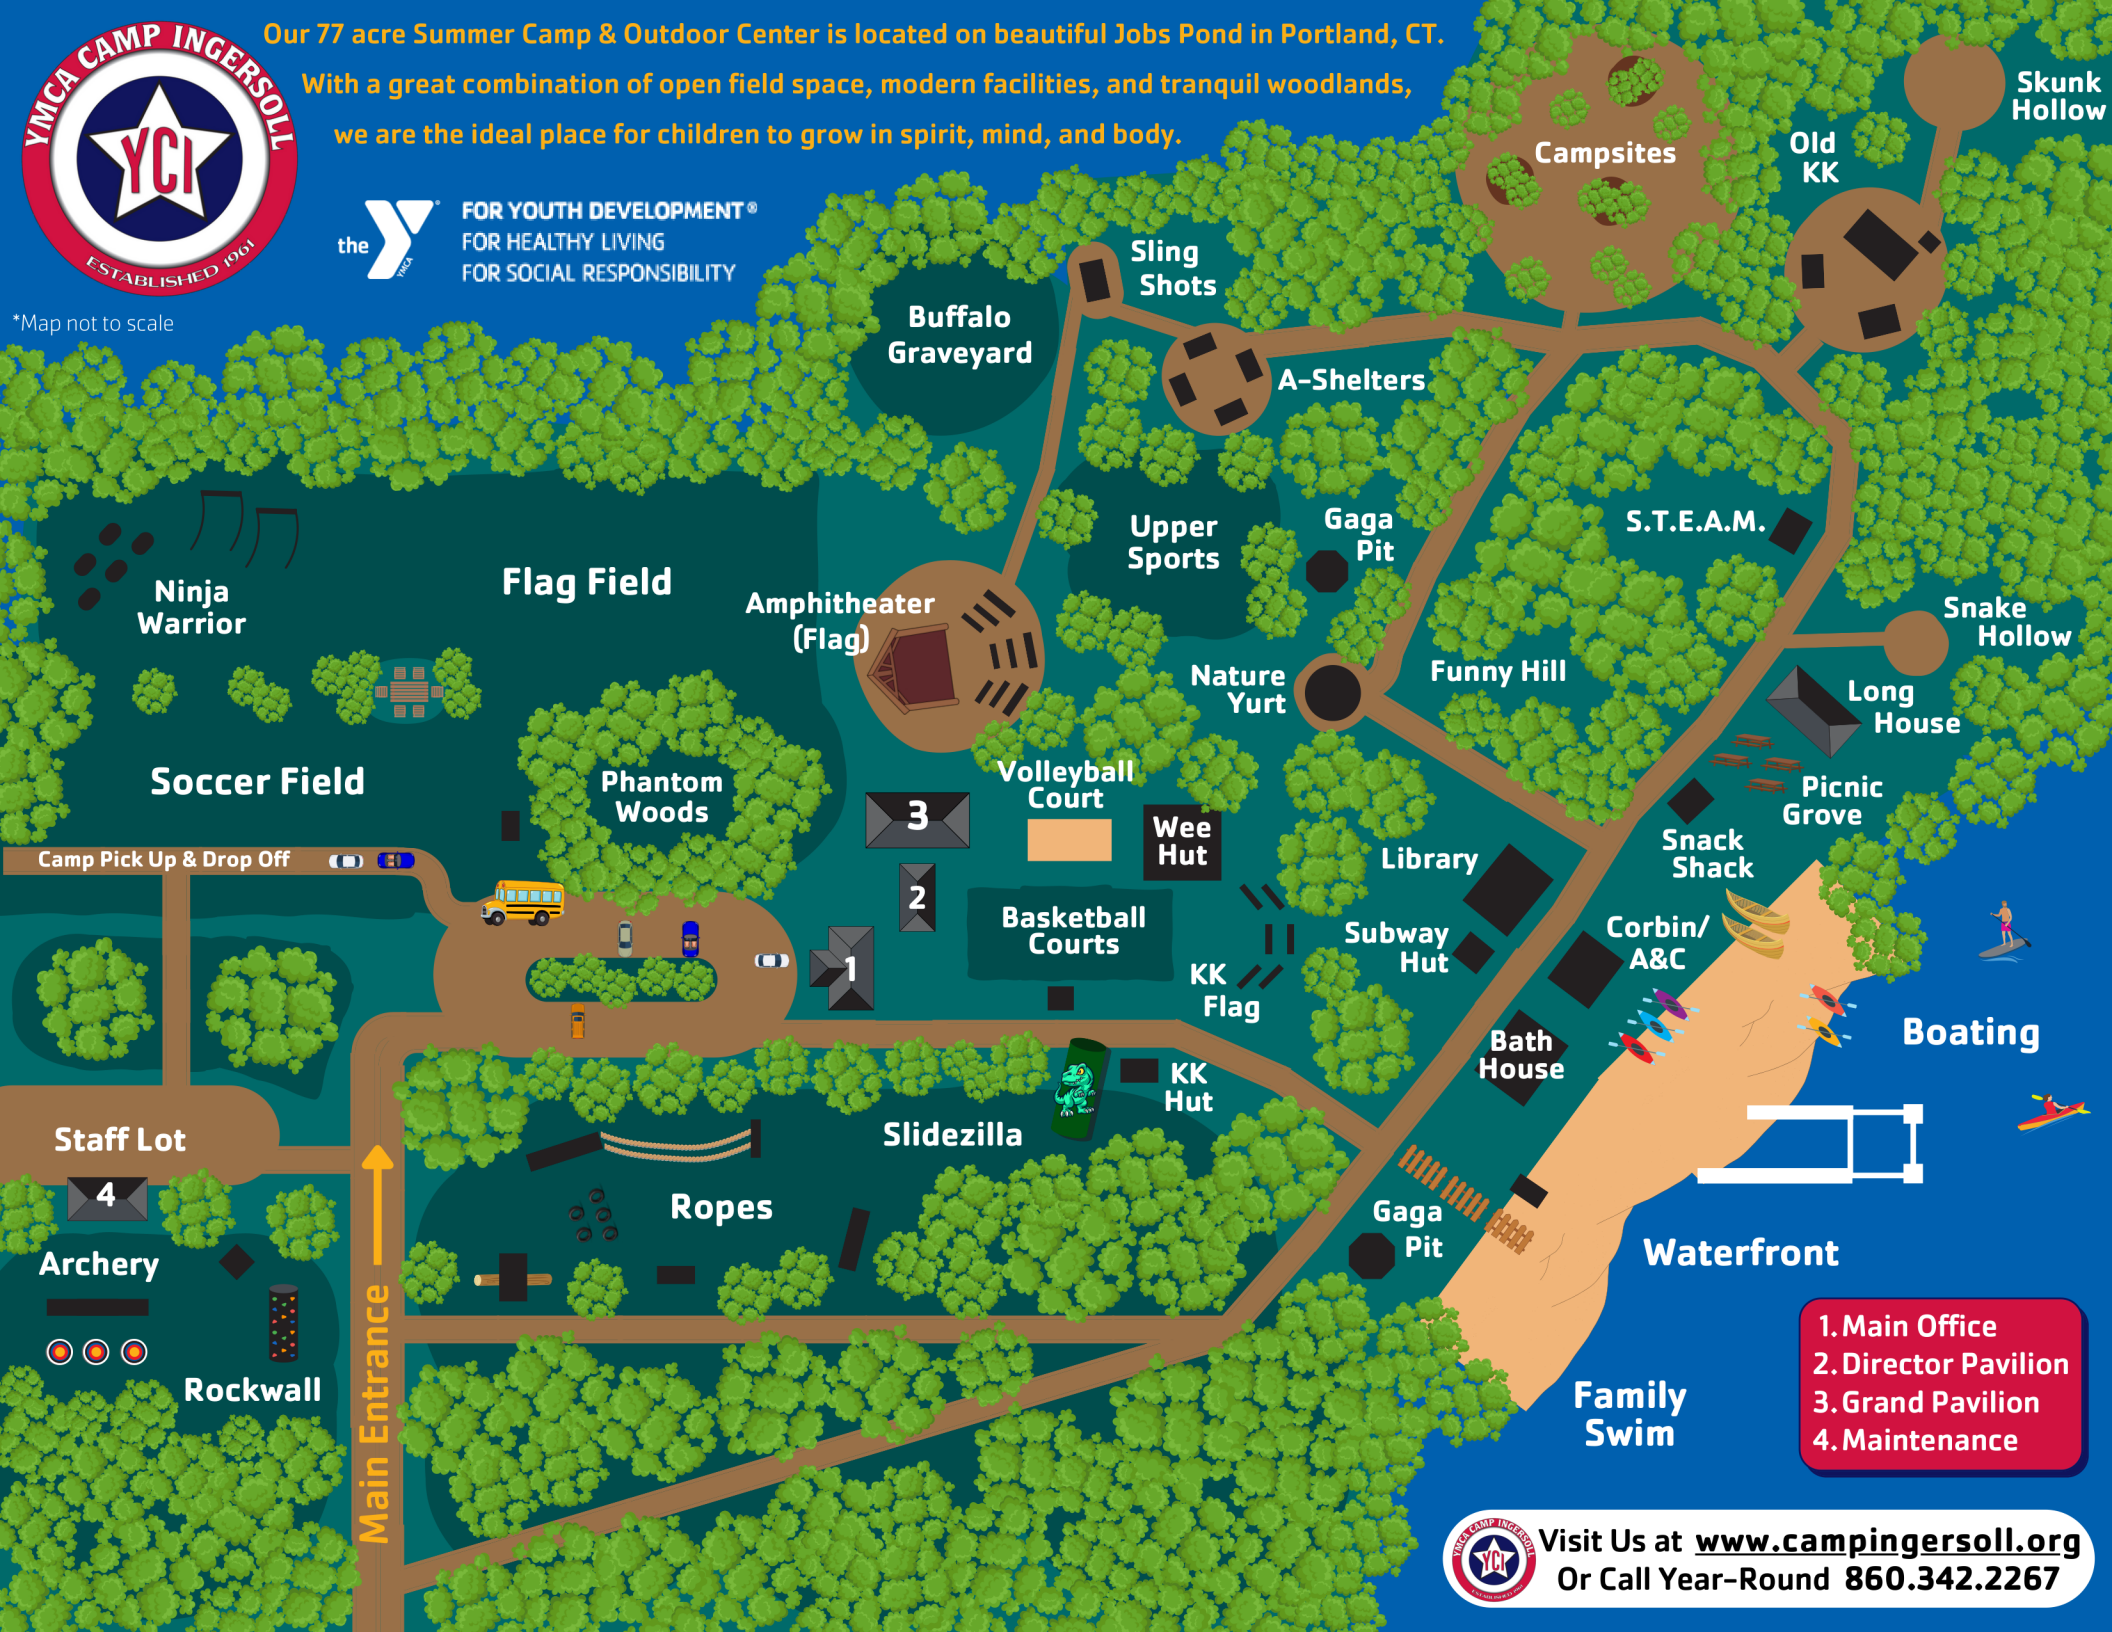 YMCA CAMP INGERSOLL
YCI
ESTABLISHED 1961
Our 77 acre Summer Camp & Outdoor Center is located on beautiful Jobs Pond in Portland, CT.
With a great combination of open field space, modern facilities, and tranquil woodlands,
we are the ideal place for children to grow in spirit, mind, and body.
the
YMCA
FOR YOUTH DEVELOPMENT®
FOR HEALTHY LIVING
FOR SOCIAL RESPONSIBILITY
*Map not to scale
Campsites
Skunk
Hollow
Old
KK
Sling
Shots
Buffalo
Graveyard
A-Shelters
Upper
Sports
Gaga
Pit
S.T.E.A.M.
Ninja
Warrior
Flag Field
Amphitheater
(Flag)
Nature
Yurt
Funny Hill
Snake
Hollow
Long
House
Soccer Field
Phantom
Woods
Volleyball
Court
3
Wee
Hut
Picnic
Grove
Snack
Shack
Library
Camp Pick Up & Drop Off
2
Basketball
Courts
Subway
Hut
Corbin/
A&C
1
KK
Flag
Bath
House
Boating
KK
Hut
Staff Lot
Slidezilla
4
Ropes
Gaga
Pit
Waterfront
Archery
Rockwall
Main Entrance
Family
Swim
1. Main Office
2. Director Pavilion
3. Grand Pavilion
4. Maintenance
YMCA CAMP INGERSOLL
YCI
ESTABLISHED 1961
Visit Us at www.campingersoll.org
Or Call Year-Round 860.342.2267